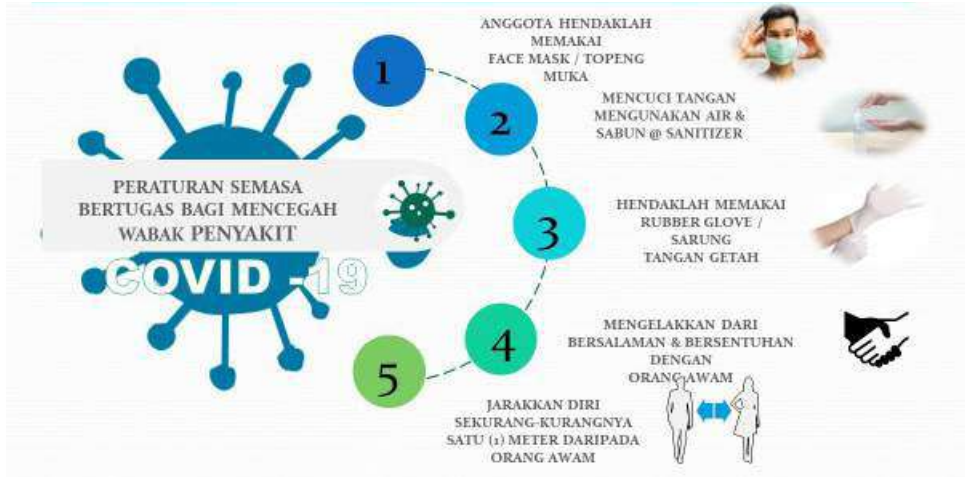 PERATURAN SEMASA
BERTUGAS BAGI MENCEGAH
WABAK PENYAKIT
COVID -19
1
ANGGOTA HENDAKLAH
MEMAKAI
FACE MASK / TOPENG
MUKA
2
MENCUCI TANGAN
MENGUNAKAN AIR &
SABUN @ SANITIZER
3
HENDAKLAH MEMAKAI
RUBBER GLOVE /
SARUNG
TANGAN GETAH
4
MENGELAKKAN DARI
BERSALAMAN & BERSENTUHAN
DENGAN
ORANG AWAM
5
JARAKKAN DIRI
SEKURANG-KURANGNYA
SATU (1) METER DARIPADA
ORANG AWAM